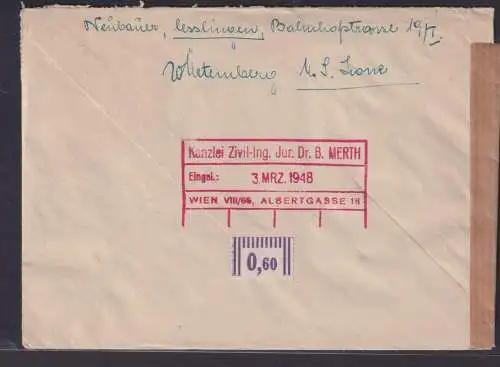 Neubauer, Esslingen, Bahnhofstrasse 19/I.
Württemberg U.S. Zone
Kanzlei Zivil-Ing. Jur. Dr. B. MERTH
Eingel.: 3. MRZ. 1948
WIEN VIII/65, ALBERTGASSE 16
0,60